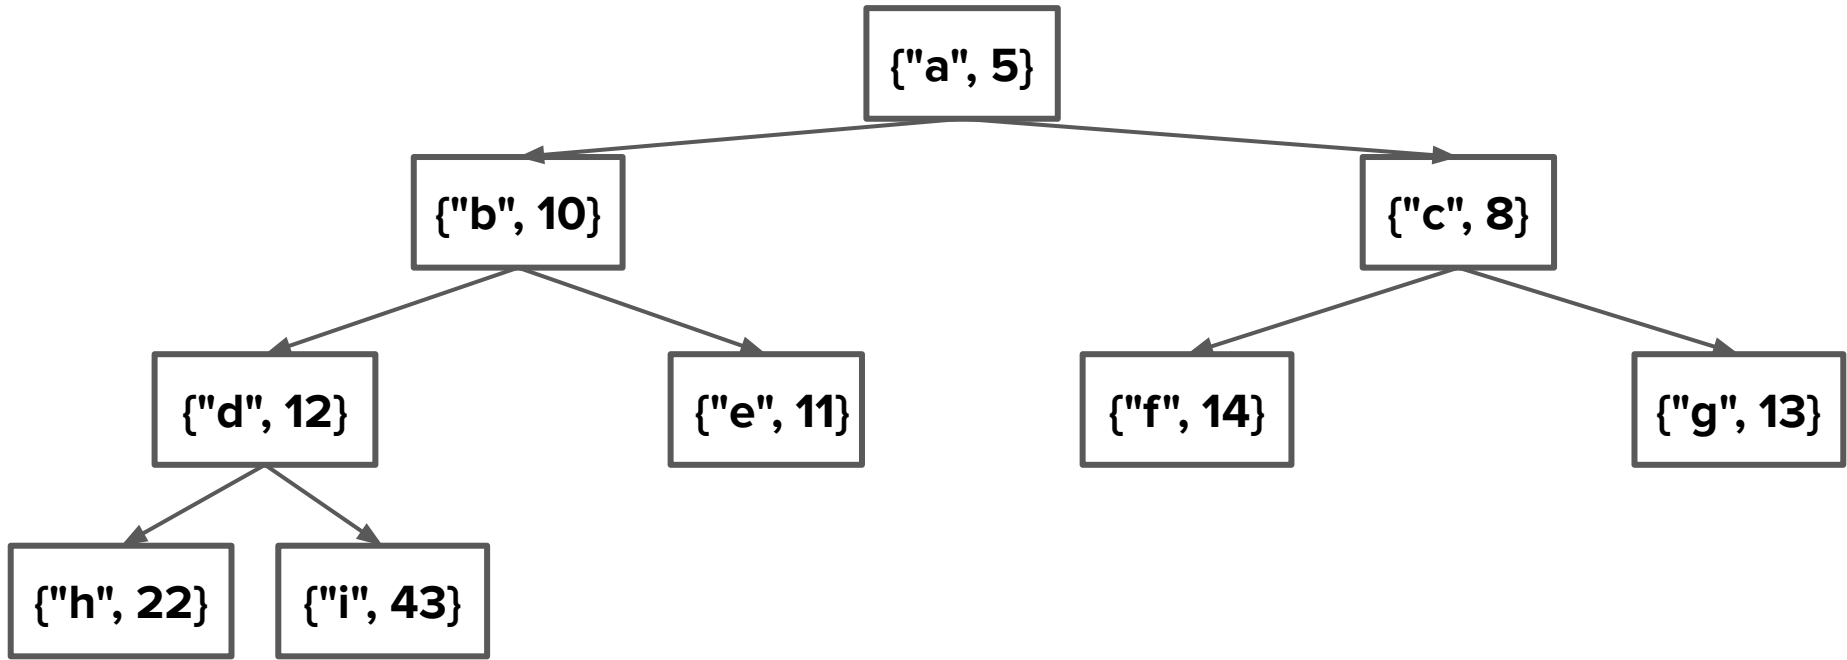 {"a", 5}
{"b", 10}
{"c", 8}
{"d", 12}
{"e", 11}
{"f", 14}
{"g", 13}
{"h", 22}
{"i", 43}